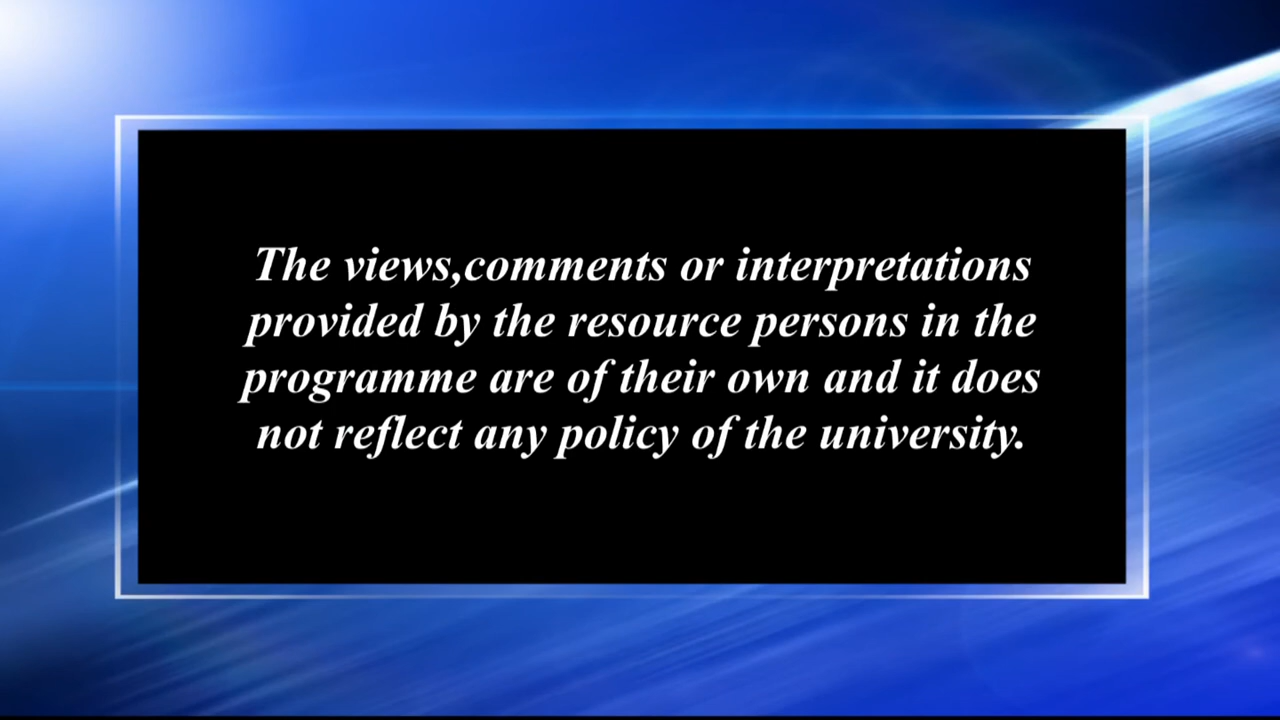 The views,comments or interpretations
provided by the resource persons in the
programme are of their own and it does
not reflect any policy of the university.